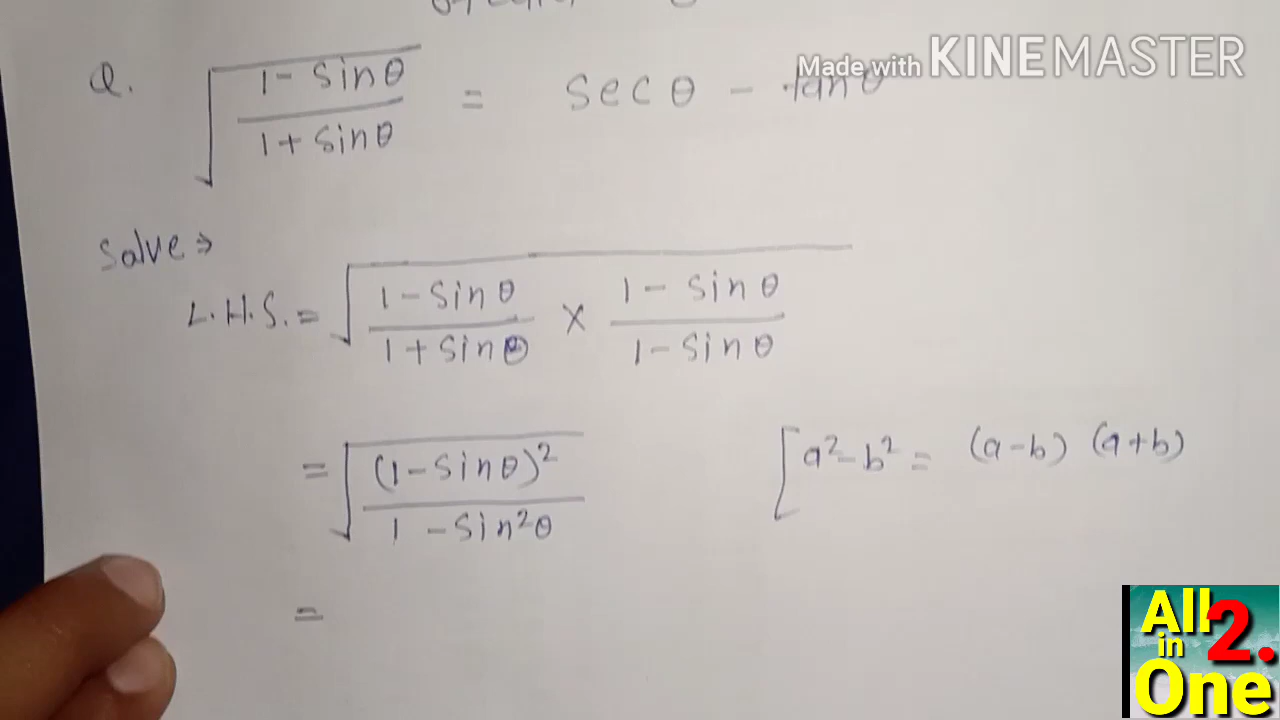 Made with KINEMASTER
Q. √((1 - sinθ)/(1 + sinθ)) = secθ - tanθ
Solve ⇒
L.H.S. = √((1 - sinθ)/(1 + sinθ) × (1 - sinθ)/(1 - sinθ))
= √((1 - sinθ)²/(1 - sin²θ)) [a² - b² = (a-b) (a+b)
=
All
in 2.
One